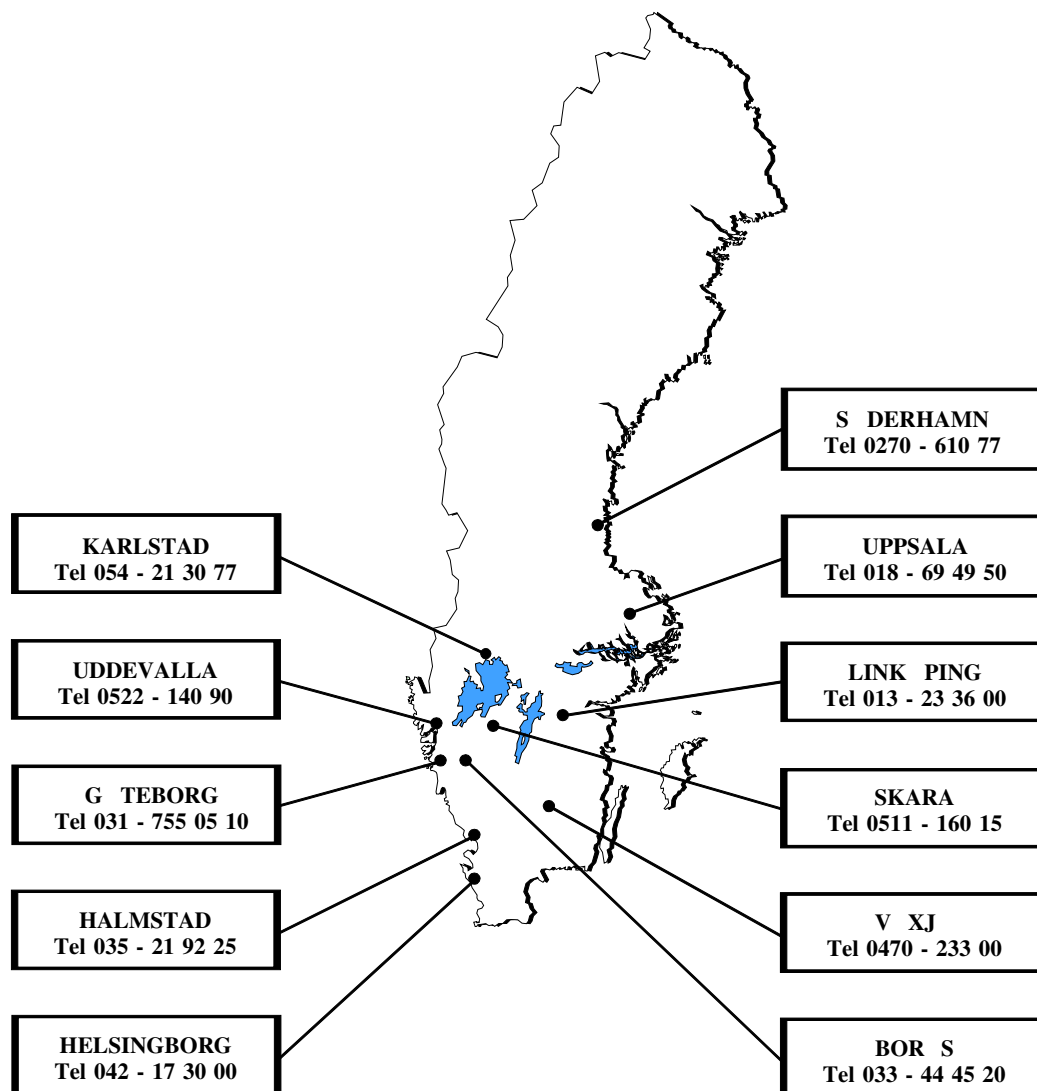 S DERHAMN
Tel 0270 - 610 77
KARLSTAD
Tel 054 - 21 30 77
UPPSALA
Tel 018 - 69 49 50
UDDEVALLA
Tel 0522 - 140 90
LINK PING
Tel 013 - 23 36 00
G TEBORG
Tel 031 - 755 05 10
SKARA
Tel 0511 - 160 15
HALMSTAD
Tel 035 - 21 92 25
V XJ
Tel 0470 - 233 00
HELSINGBORG
Tel 042 - 17 30 00
BOR S
Tel 033 - 44 45 20